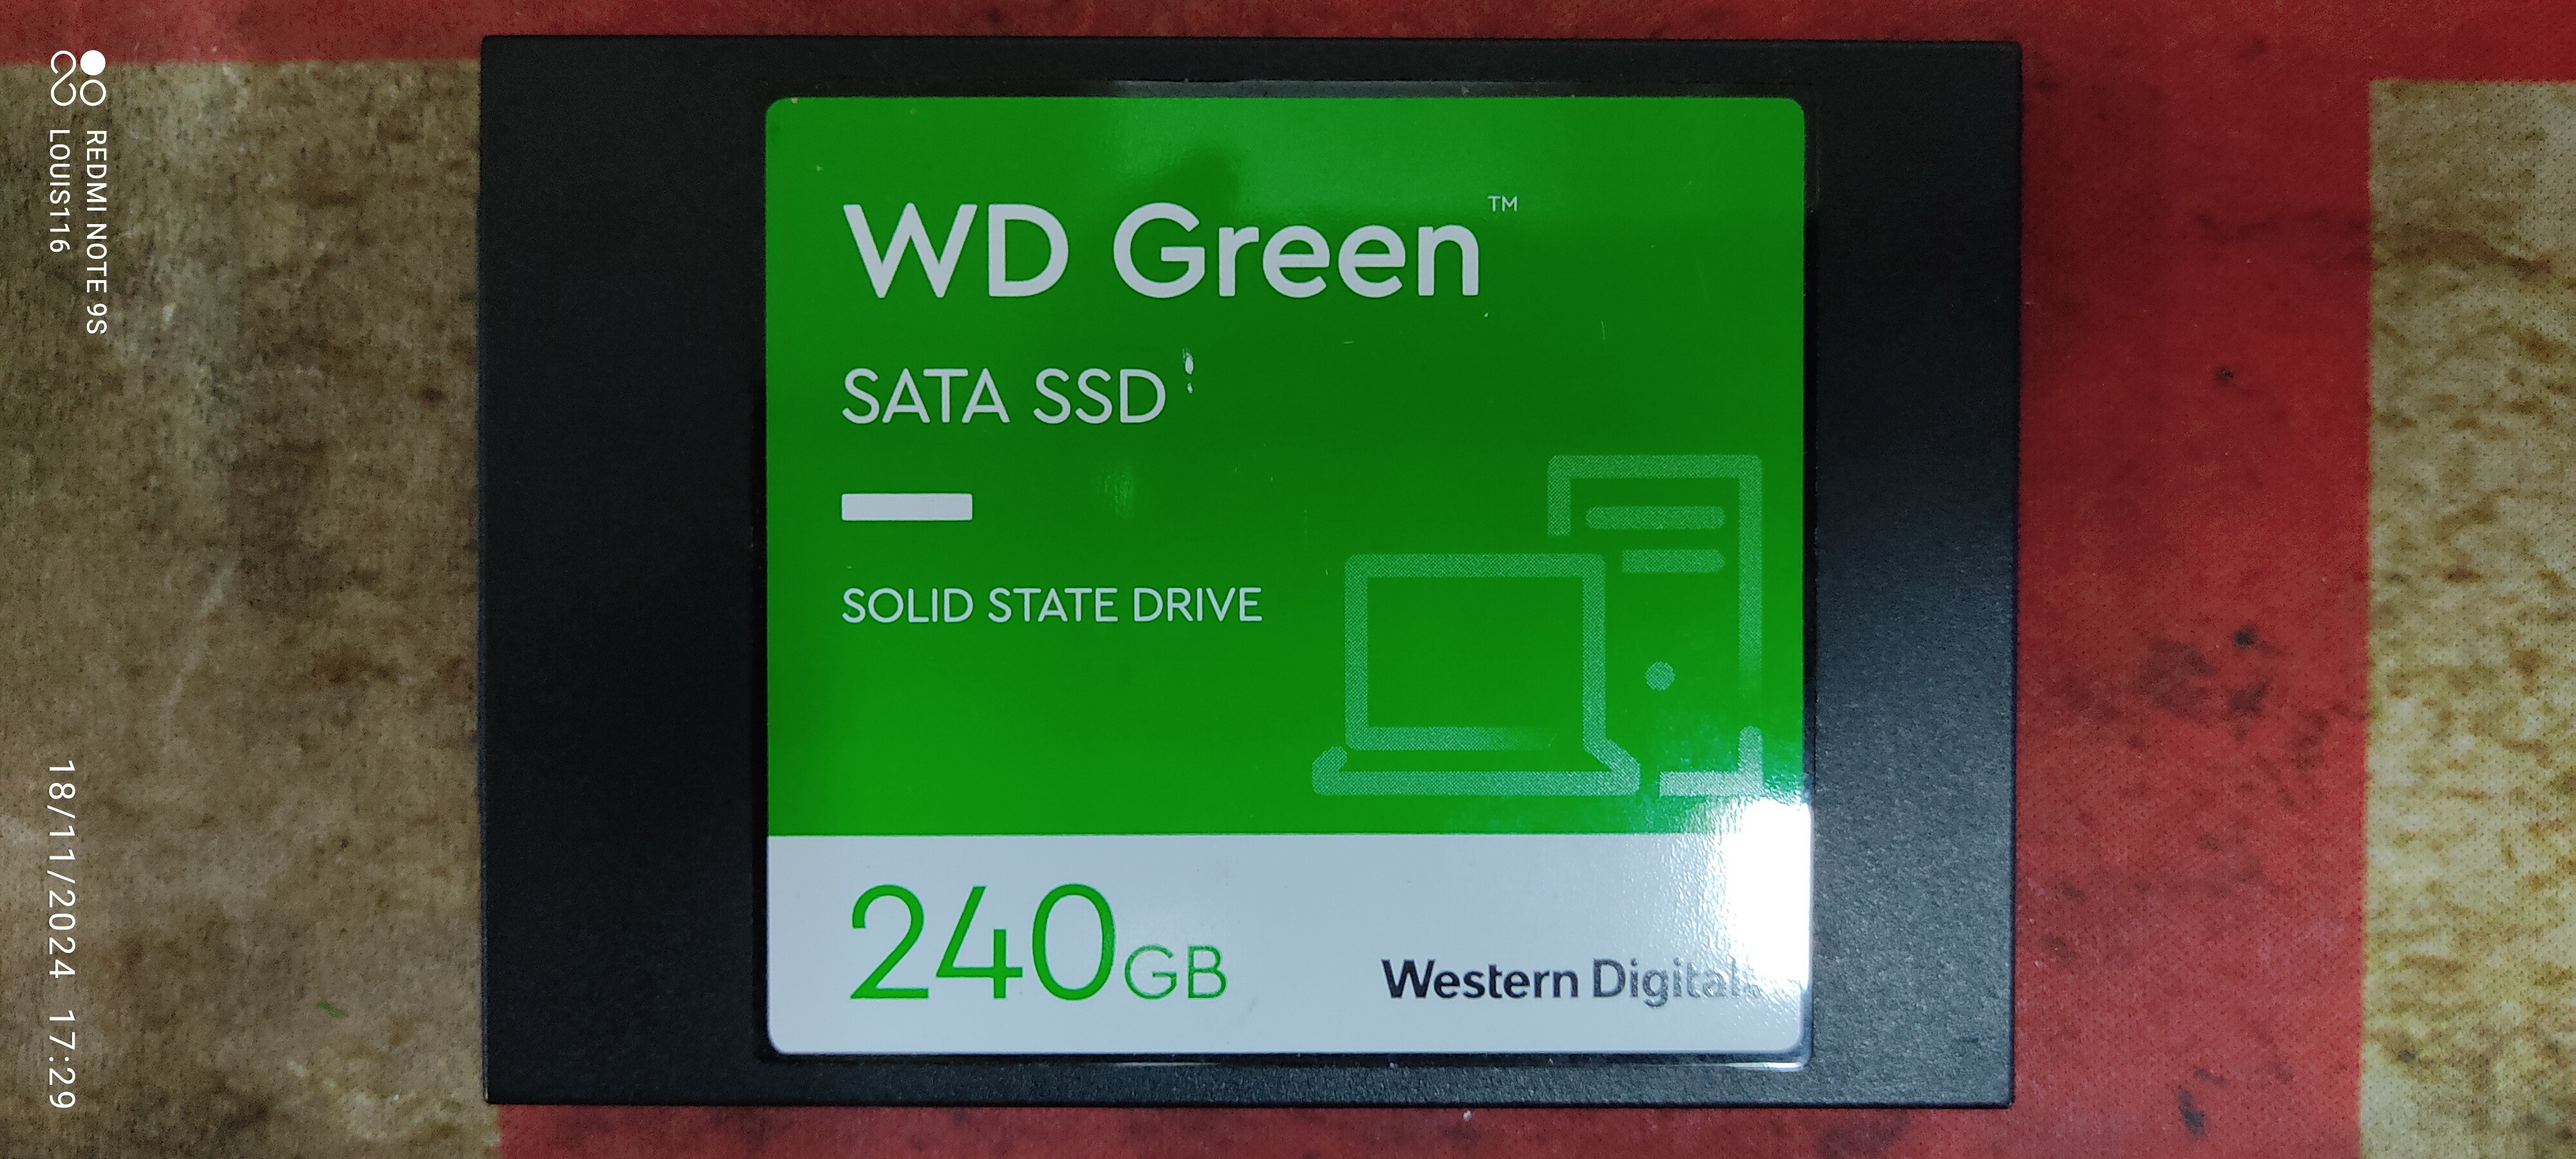 WD Green™
SATA SSD
SOLID STATE DRIVE
240GB
Western Digital
REDMI NOTE 9S
LOUIS116
18/11/2024 17:29